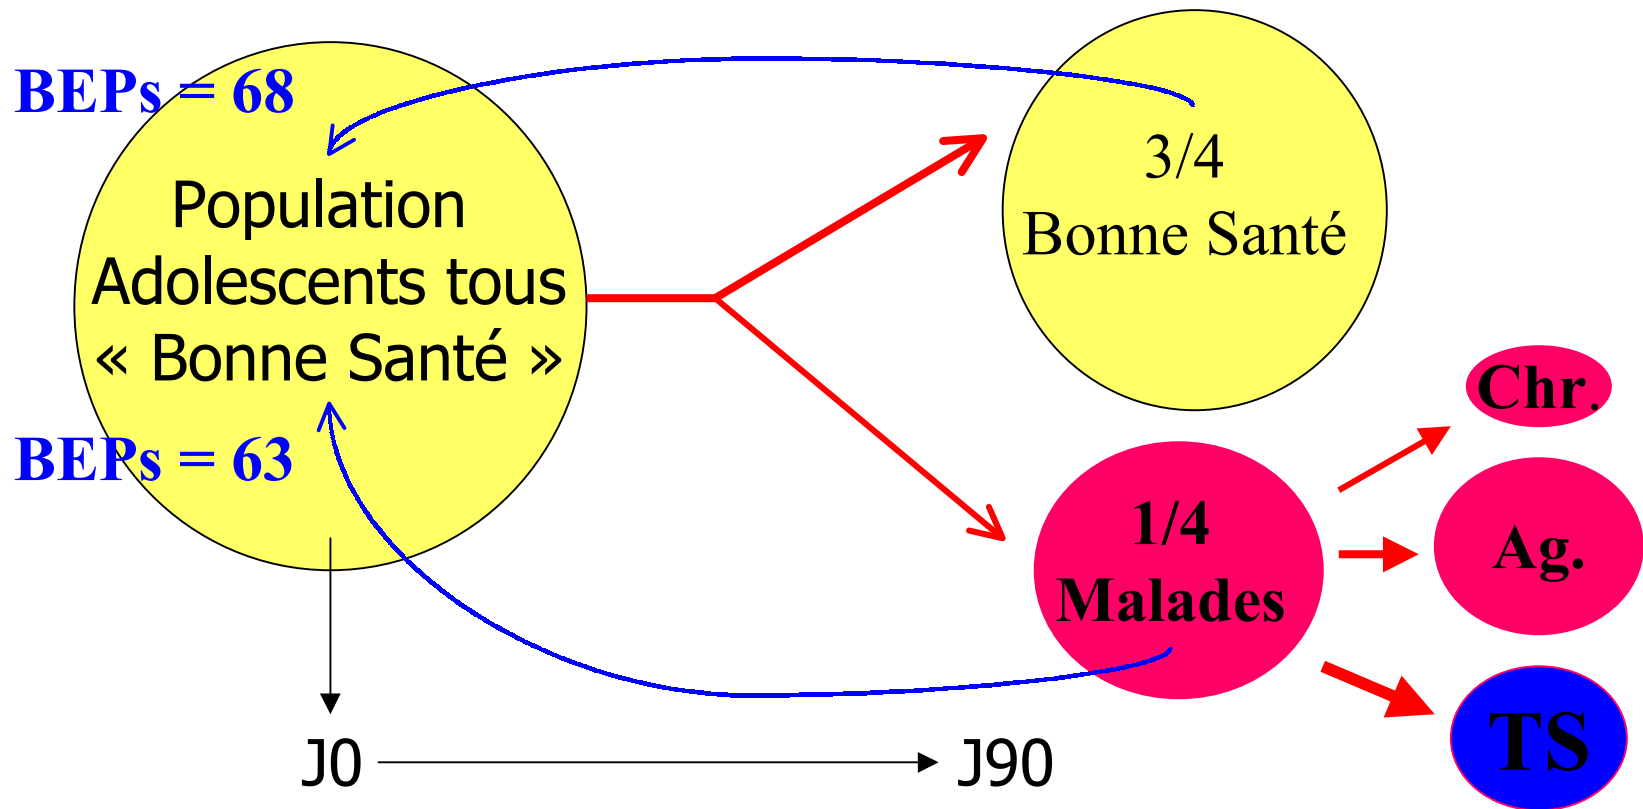 BEPs = 68
Population
Adolescents tous
« Bonne Santé »
BEPs = 63
3/4
Bonne Santé
1/4
Malades
Chr.
Ag.
TS
J0
J90